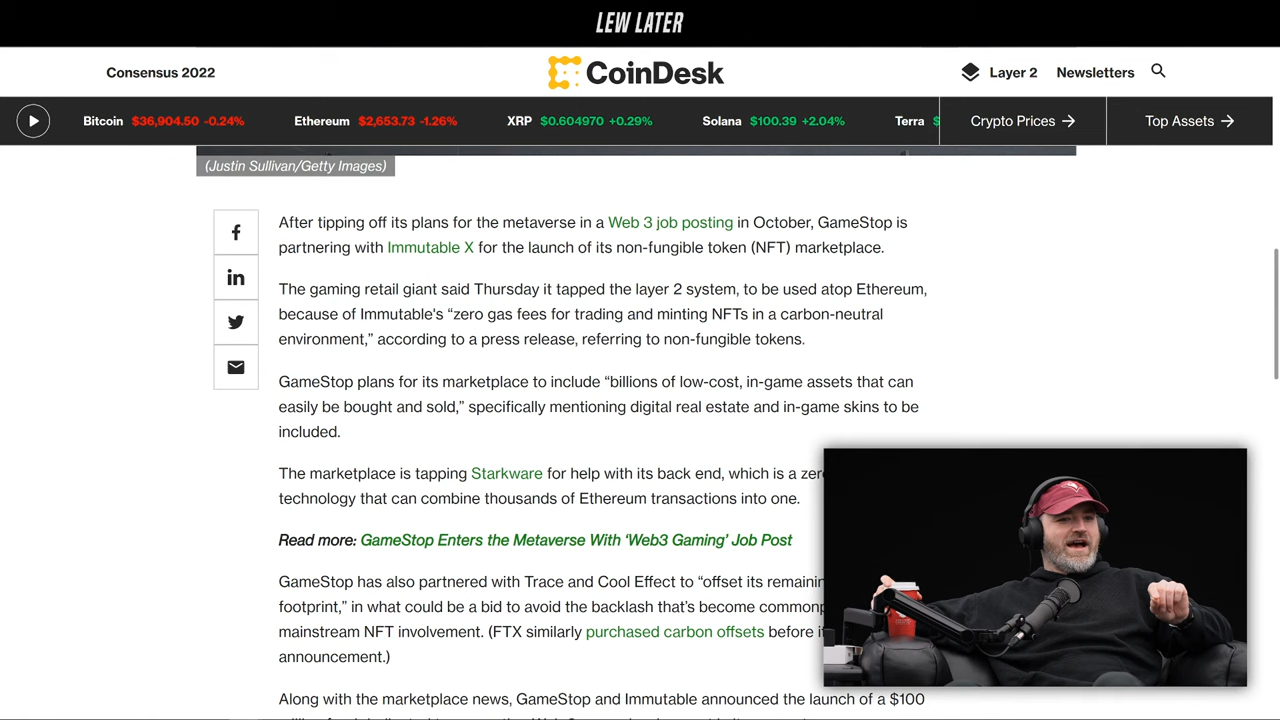 LEW LATER
Consensus 2022
CoinDesk
Layer 2
Newsletters
Bitcoin $36,904.50 -0.24%
Ethereum $2,653.73 -1.26%
XRP $0.604970 +0.29%
Solana $100.39 +2.04%
Terra $
Crypto Prices →
Top Assets →
(Justin Sullivan/Getty Images)
After tipping off its plans for the metaverse in a Web 3 job posting in October, GameStop is
partnering with Immutable X for the launch of its non-fungible token (NFT) marketplace.
The gaming retail giant said Thursday it tapped the layer 2 system, to be used atop Ethereum,
because of Immutable's “zero gas fees for trading and minting NFTs in a carbon-neutral
environment,” according to a press release, referring to non-fungible tokens.
GameStop plans for its marketplace to include “billions of low-cost, in-game assets that can
easily be bought and sold,” specifically mentioning digital real estate and in-game skins to be
included.
The marketplace is tapping Starkware for help with its back end, which is a
technology that can combine thousands of Ethereum transactions into one.
Read more: GameStop Enters the Metaverse With ‘Web3 Gaming’ Job Post
GameStop has also partnered with Trace and Cool Effect to “offset its
footprint,” in what could be a bid to avoid the backlash that’s become
mainstream NFT involvement. (FTX similarly purchased carbon offsets before
announcement.)
Along with the marketplace news, GameStop and Immutable announced the launch of a $100